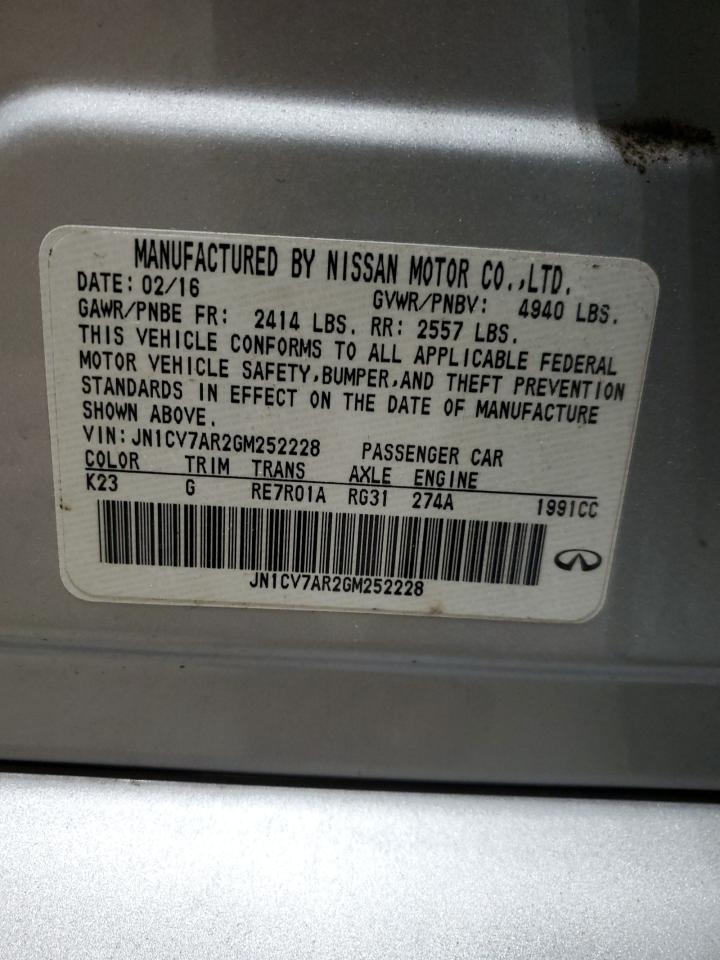 MANUFACTURED BY NISSAN MOTOR CO.,LTD.
DATE: 02/16 GVWR/PNBV: 4940 LBS.
GAWR/PNBE FR: 2414 LBS. RR: 2557 LBS.
THIS VEHICLE CONFORMS TO ALL APPLICABLE FEDERAL
MOTOR VEHICLE SAFETY,BUMPER,AND THEFT PREVENTION
STANDARDS IN EFFECT ON THE DATE OF MANUFACTURE
SHOWN ABOVE.
VIN: JN1CV7AR2GM252228 PASSENGER CAR
COLOR TRIM TRANS AXLE ENGINE
K23 G RE7R01A RG31 274A 1991CC
JN1CV7AR2GM252228